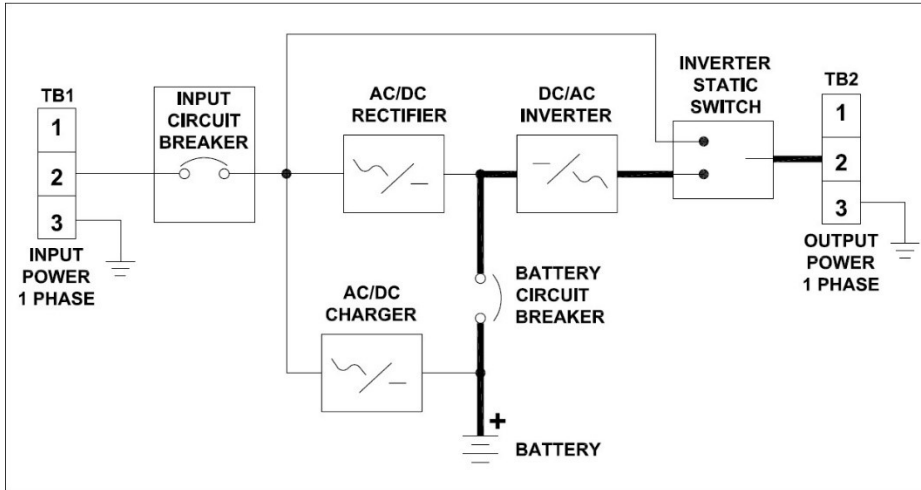 TB1
1
2
3
INPUT
POWER
1 PHASE
INPUT
CIRCUIT
BREAKER
AC/DC
RECTIFIER
DC/AC
INVERTER
INVERTER
STATIC
SWITCH
TB2
1
2
3
OUTPUT
POWER
1 PHASE
AC/DC
CHARGER
BATTERY
CIRCUIT
BREAKER
+
BATTERY